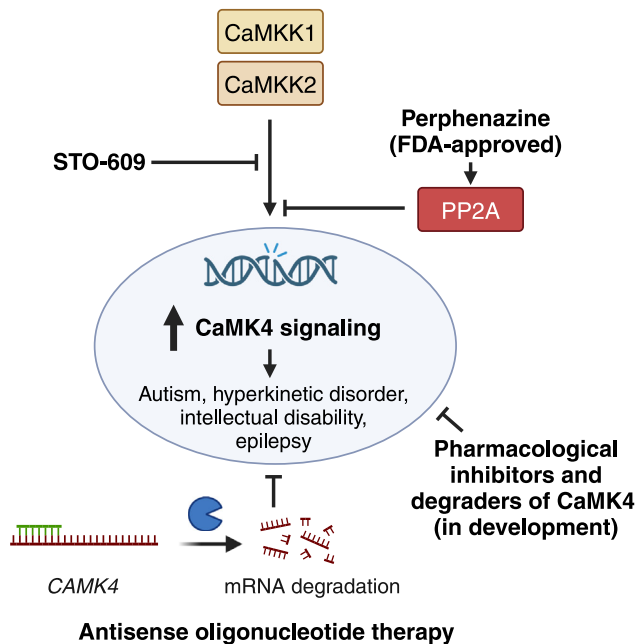 CaMKK1
CaMKK2
STO-609
Perphenazine
(FDA-approved)
PP2A
CaMK4 signaling
Autism, hyperkinetic disorder,
intellectual disability,
epilepsy
Pharmacological
inhibitors and
degraders of CaMK4
(in development)
CAMK4
mRNA degradation
Antisense oligonucleotide therapy